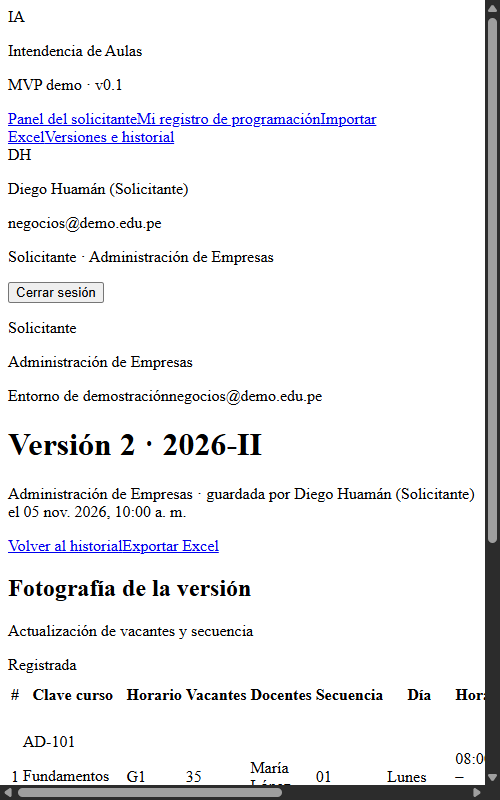 IA
Intendencia de Aulas
MVP demo · v0.1
Panel del solicitanteMi registro de programaciónImportar
ExcelVersiones e historial
DH
Diego Huamán (Solicitante)
negocios@demo.edu.pe
Solicitante · Administración de Empresas
Cerrar sesión
Solicitante
Administración de Empresas
Entorno de demostraciónnegocios@demo.edu.pe
Versión 2 · 2026-II
Administración de Empresas · guardada por Diego Huamán (Solicitante)
el 05 nov. 2026, 10:00 a. m.
Volver al historialExportar Excel
Fotografía de la versión
Actualización de vacantes y secuencia
Registrada
# Clave curso Horario Vacantes Docentes Secuencia Día
AD-101
1 Fundamentos G1 35 María 01 Lunes –